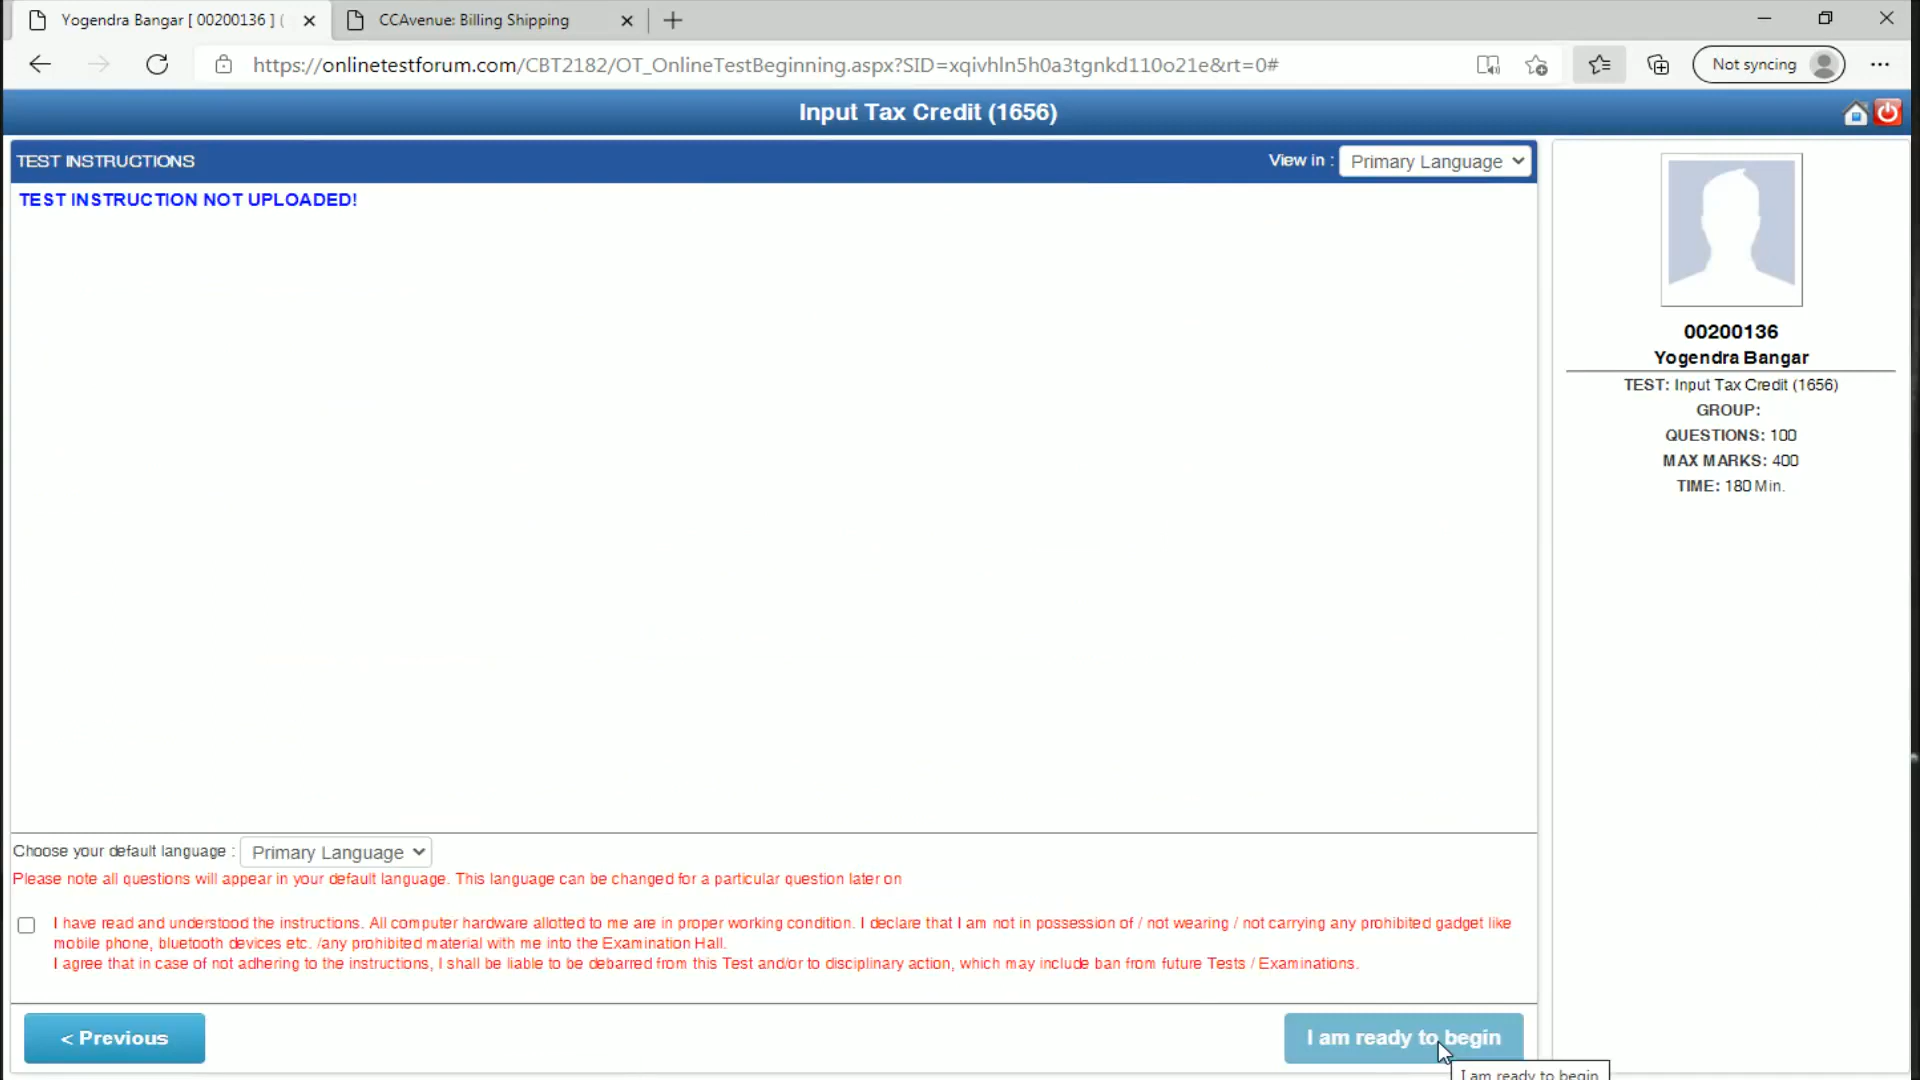 Yogendra Bangar [ 00200136 ] (
CCAvenue: Billing Shipping
https://onlinetestforum.com/CBT2182/OT_OnlineTestBeginning.aspx?SID=xqivhln5h0a3tgnkd110o21e&rt=0#
Not syncing
Input Tax Credit (1656)
TEST INSTRUCTIONS
View in :
Primary Language
TEST INSTRUCTION NOT UPLOADED!
00200136
Yogendra Bangar
TEST: Input Tax Credit (1656)
GROUP:
QUESTIONS: 100
MAX MARKS: 400
TIME: 180 Min.
Choose your default language :
Primary Language
Please note all questions will appear in your default language. This language can be changed for a particular question later on
I have read and understood the instructions. All computer hardware allotted to me are in proper working condition. I declare that I am not in possession of / not wearing / not carrying any prohibited gadget like
mobile phone, bluetooth devices etc. /any prohibited material with me into the Examination Hall.
I agree that in case of not adhering to the instructions, I shall be liable to be debarred from this Test and/or to disciplinary action, which may include ban from future Tests / Examinations.
< Previous
I am ready to begin
I am ready to begin